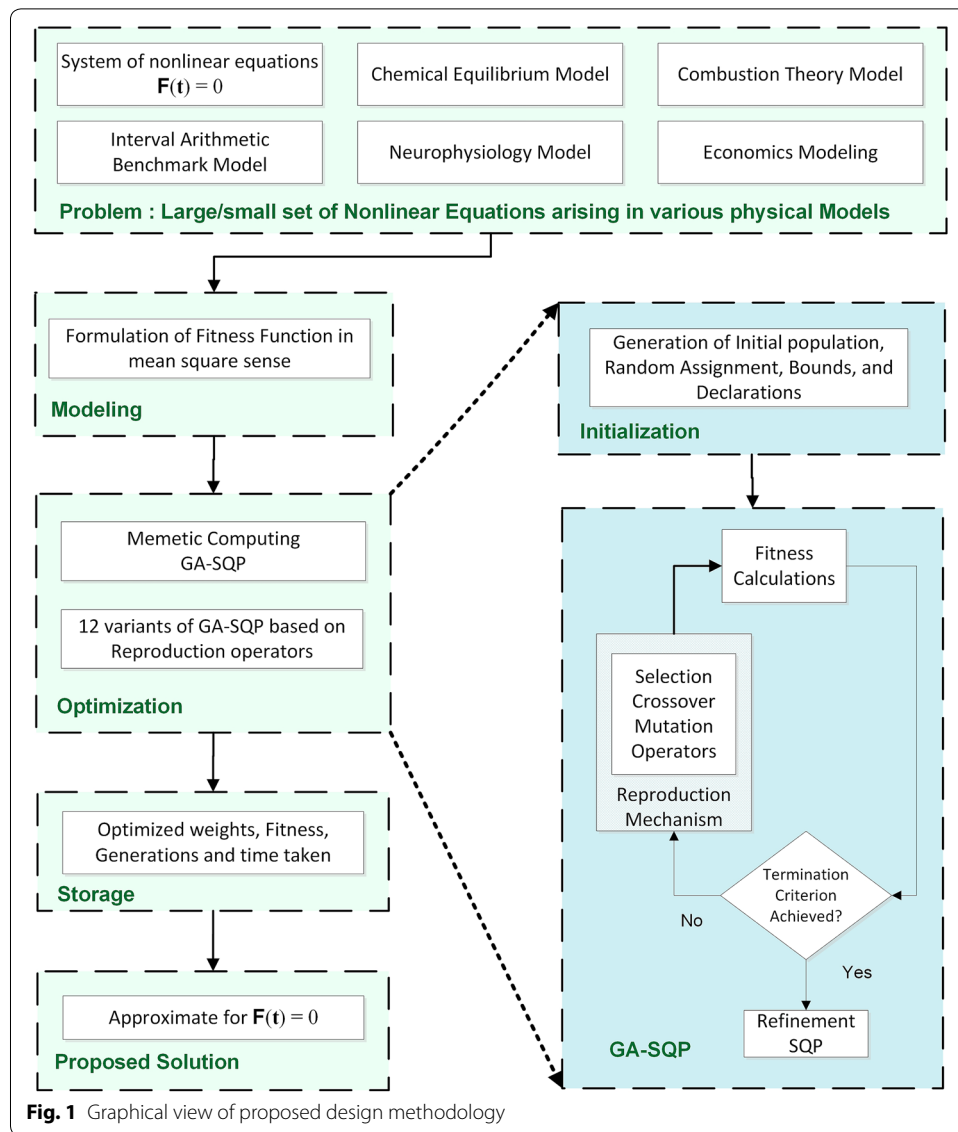 System of nonlinear equations
F(t) = 0
Chemical Equilibrium Model
Combustion Theory Model
Interval Arithmetic
Benchmark Model
Neurophysiology Model
Economics Modeling
Problem : Large/small set of Nonlinear Equations arising in various physical Models
Formulation of Fitness Function in
mean square sense
Modeling
Memetic Computing
GA-SQP
12 variants of GA-SQP based on
Reproduction operators
Optimization
Optimized weights, Fitness,
Generations and time taken
Storage
Approximate for F(t) = 0
Proposed Solution
Generation of Initial population,
Random Assignment, Bounds, and
Declarations
Initialization
Fitness
Calculations
Selection
Crossover
Mutation
Operators
Reproduction
Mechanism
Termination
Criterion
Achieved?
No
Yes
Refinement
SQP
GA-SQP
Fig. 1 Graphical view of proposed design methodology